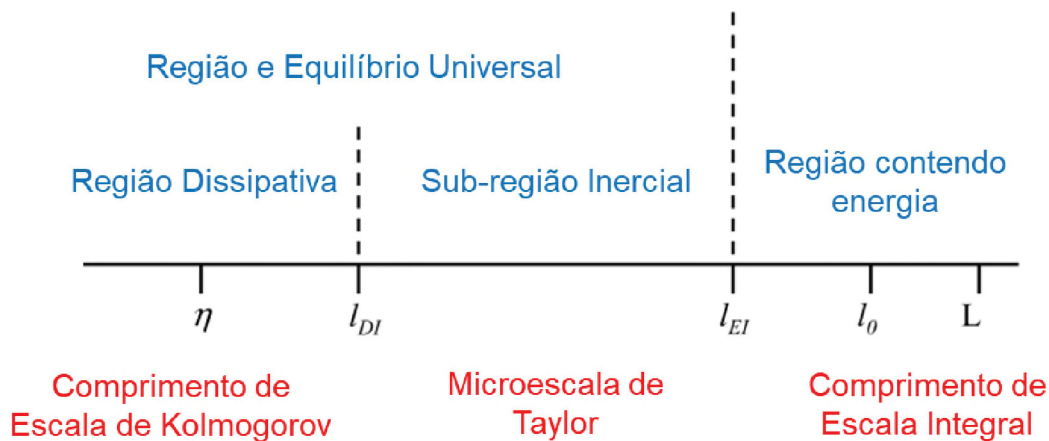 Região e Equilíbrio Universal
Região Dissipativa
Sub-região Inercial
Região contendo
energia
η
l_DI
l_EI
l_0
L
Comprimento de
Escala de Kolmogorov
Microescala de
Taylor
Comprimento de
Escala Integral